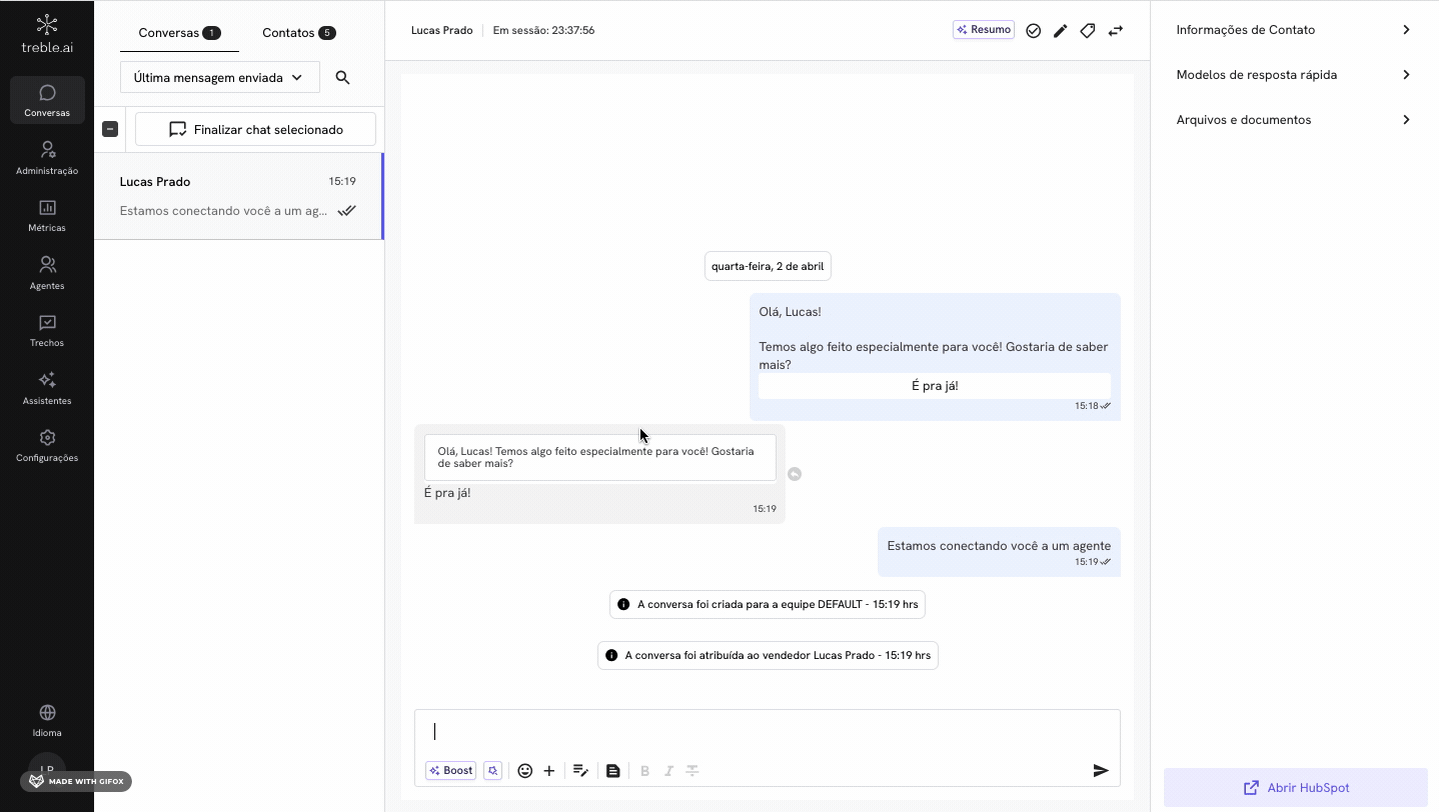 treble.ai
Conversas
Administração
Métricas
Agentes
Trechos
Assistentes
Configurações
Idioma
MADE WITH GIFOX
Conversas 1
Contatos 5
Última mensagem enviada
Finalizar chat selecionado
Lucas Prado
15:19
Estamos conectando você a um ag...
Lucas Prado
Em sessão: 23:37:56
Resumo
quarta-feira, 2 de abril
Olá, Lucas!
Temos algo feito especialmente para você! Gostaria de saber
mais?
É pra já!
15:18
Olá, Lucas! Temos algo feito especialmente para você! Gostaria
de saber mais?
É pra já!
15:19
Estamos conectando você a um agente
15:19
A conversa foi criada para a equipe DEFAULT - 15:19 hrs
A conversa foi atribuída ao vendedor Lucas Prado - 15:19 hrs
Boost
B I S
Informações de Contato
Modelos de resposta rápida
Arquivos e documentos
Abrir HubSpot